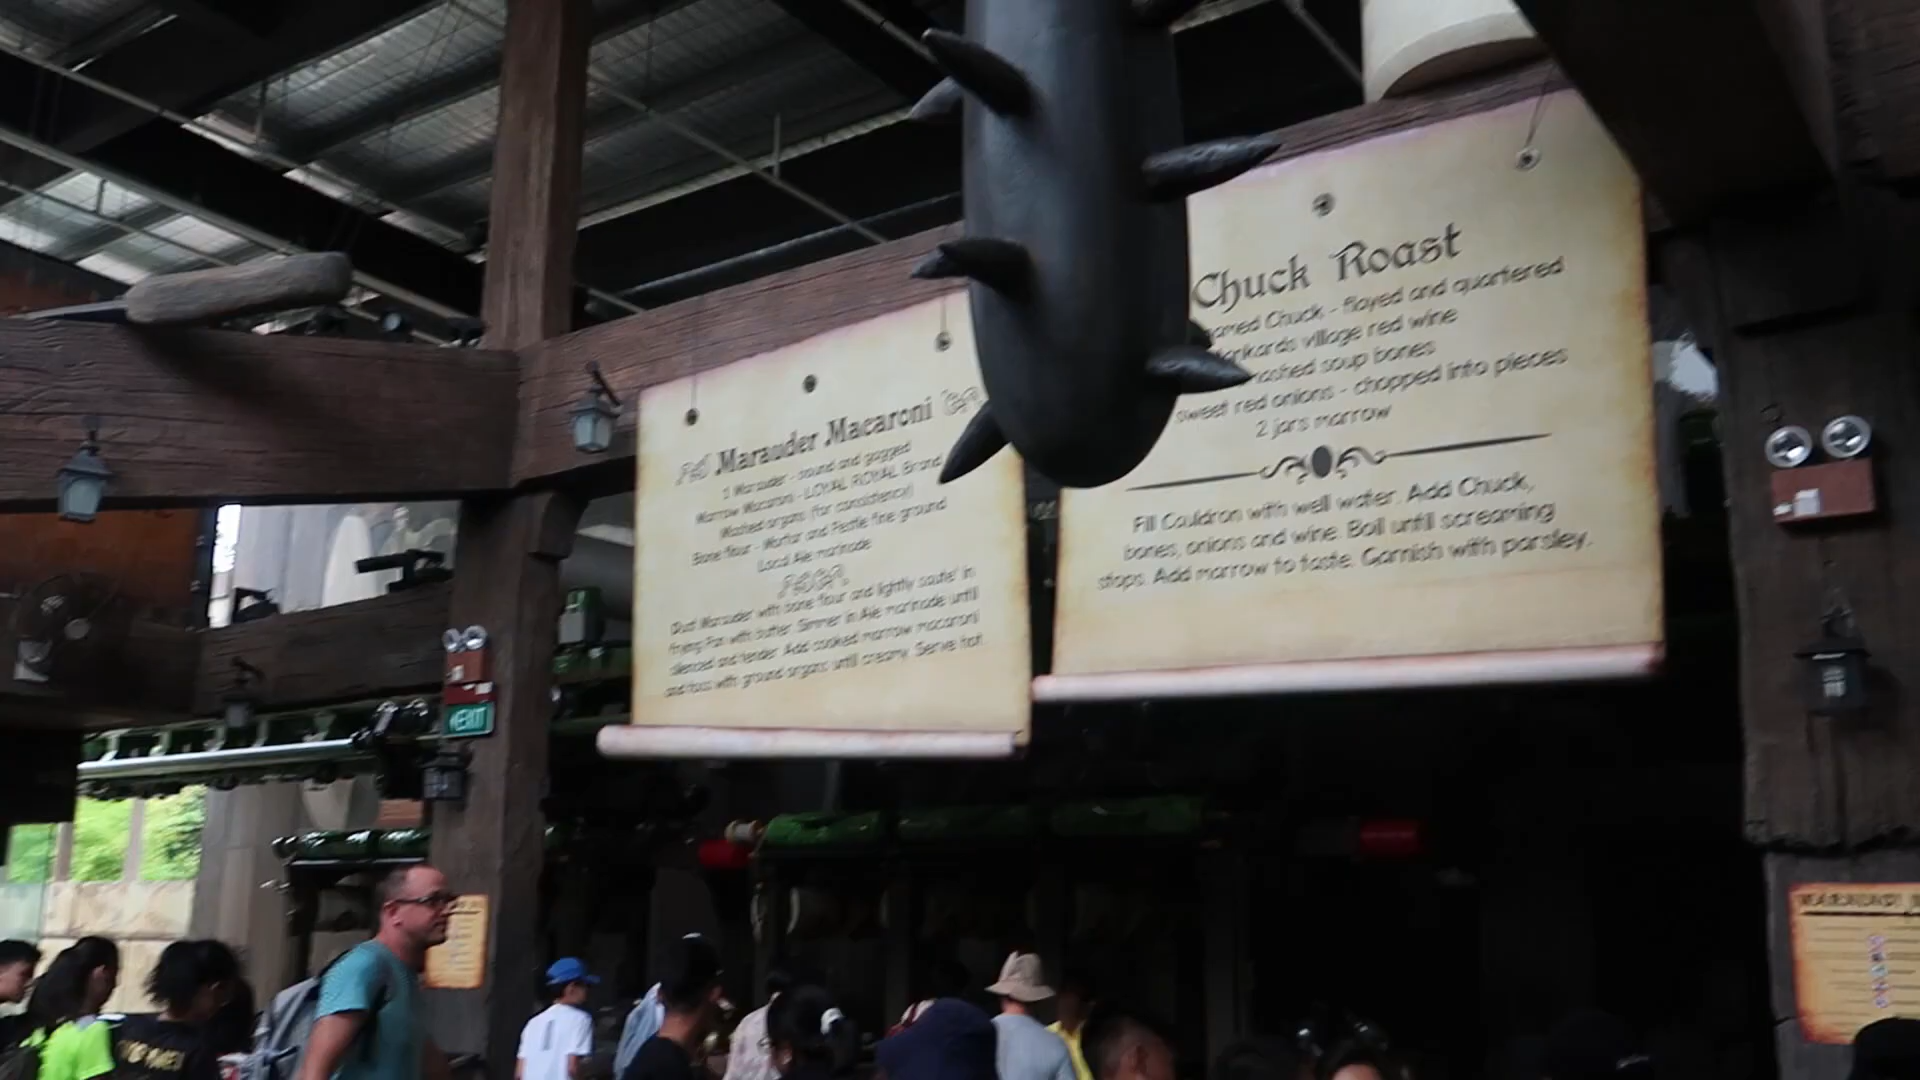 Marauder Macaroni
1 Marauder - bound and gagged
Marrow Macaroni - LOYAL ROYAL Brand
Mashed organs (for consistency)
Bone flour - Mortar and Pestle fine ground
Local Ale marinade
Dust Marauder with bone flour and lightly saute' in
frying Pan with butter. Simmer in Ale marinade until
silenced and tender. Add cooked marrow macaroni
and toss with ground organs until creamy. Serve hot
Chuck Roast
named Chuck - flayed and quartered
village red wine
mashed soup bones
sweet red onions - chopped into pieces
2 jars marrow
Fill Cauldron with well water. Add Chuck,
bones, onions and wine. Boil until screaming
stops. Add marrow to taste. Garnish with parsley.
EXIT